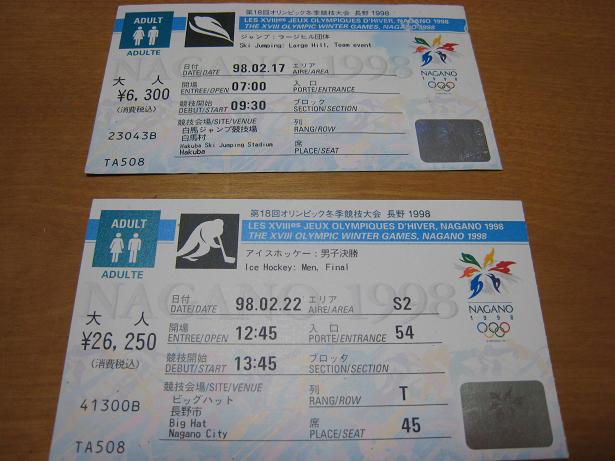 ADULT
ADULTE
第18回オリンピック冬季競技大会 長野 1998
LES XVIIIes JEUX OLYMPIQUES D'HIVER, NAGANO 1998
THE XVIII OLYMPIC WINTER GAMES, NAGANO 1998
ジャンプ:ラージヒル団体
Ski Jumping: Large Hill, Team event
NAGANO 1998
大人
¥6,300
(消費税込)
23043B
TA508
日付 DATE/DATE 98.02.17 エリア AIRE/AREA
開場 ENTREE/OPEN 07:00 入口 PORTE/ENTRANCE
競技開始 DEBUT/START 09:30 ブロック SECTION/SECTION
競技会場/SITE/VENUE 列 RANG/ROW
白馬ジャンプ競技場
白馬村
Hakuba Ski Jumping Stadium
Hakuba
席 PLACE/SEAT
NAGANO
1998
ADULT
ADULTE
第18回オリンピック冬季競技大会 長野 1998
LES XVIIIes JEUX OLYMPIQUES D'HIVER, NAGANO 1998
THE XVIII OLYMPIC WINTER GAMES, NAGANO 1998
アイスホッケー:男子決勝
Ice Hockey: Men, Final
NAGANO 1998
大人
¥26,250
(消費税込)
41300B
TA508
日付 DATE/DATE 98.02.22 エリア AIRE/AREA S2
開場 ENTREE/OPEN 12:45 入口 PORTE/ENTRANCE 54
競技開始 DEBUT/START 13:45 ブロック SECTION/SECTION
競技会場/SITE/VENUE 列 RANG/ROW T
ビッグハット
長野市
Big Hat
Nagano City
席 PLACE/SEAT 45
NAGANO
1998